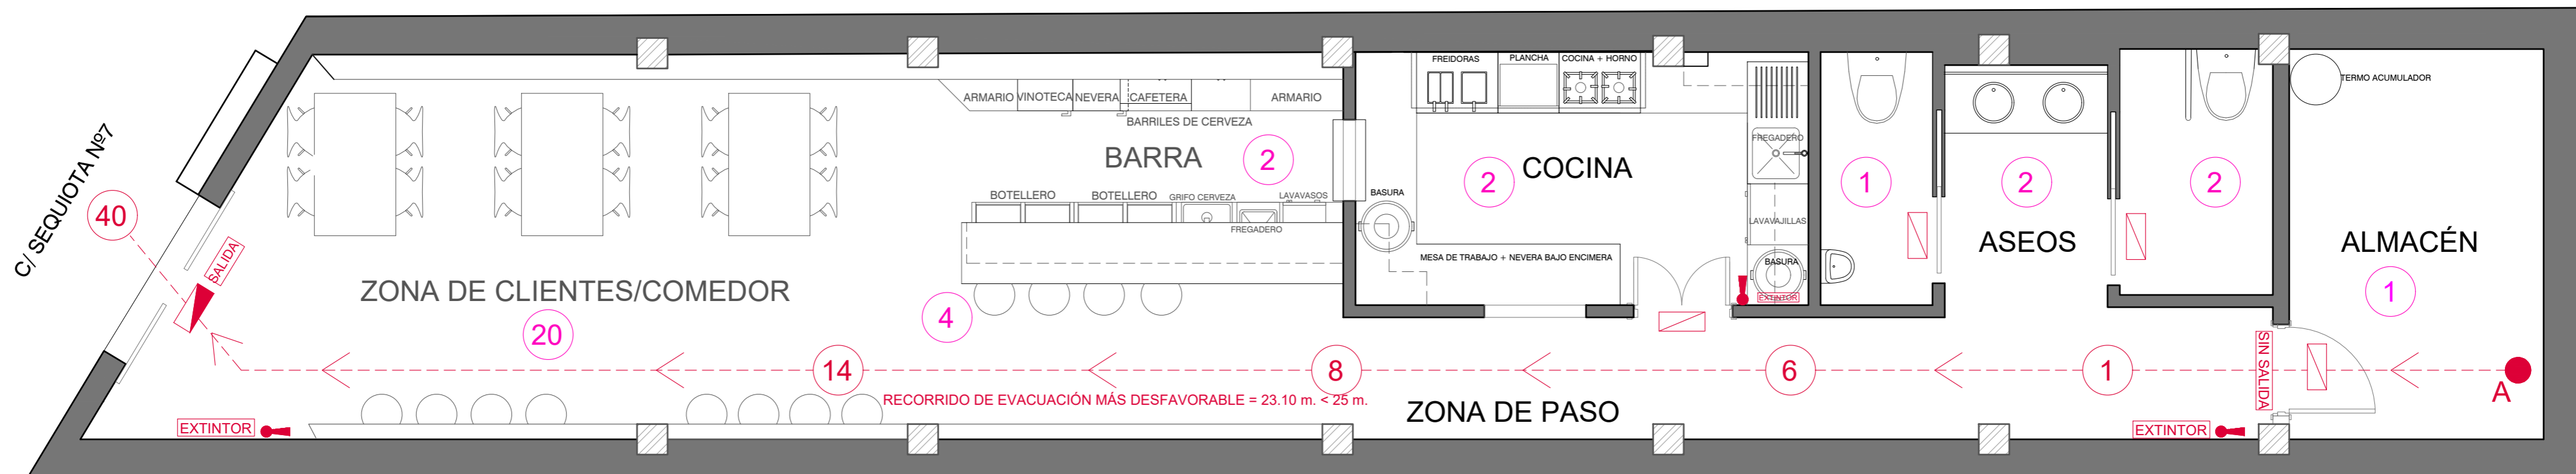 FREIDORAS
PLANCHA
COCINA + HORNO
TERMO ACUMULADOR
ARMARIO
VINOTECA
NEVERA
CAFETERA
ARMARIO
BARRILES DE CERVEZA
BARRA
2
2
COCINA
FREGADERO
1
2
2
BASURA
BOTELLERO
BOTELLERO
GRIFO CERVEZA
LAVAVASOS
FREGADERO
LAVAVAJILLAS
C/ SEQUIOTA Nº7
40
SALIDA
ASEOS
ALMACÉN
MESA DE TRABAJO + NEVERA BAJO ENCIMERA
BASURA
ZONA DE CLIENTES/COMEDOR
EXTINTOR
1
20
4
14
8
6
1
SIN SALIDA
A
RECORRIDO DE EVACUACIÓN MÁS DESFAVORABLE = 23.10 m. < 25 m.
ZONA DE PASO
EXTINTOR
EXTINTOR